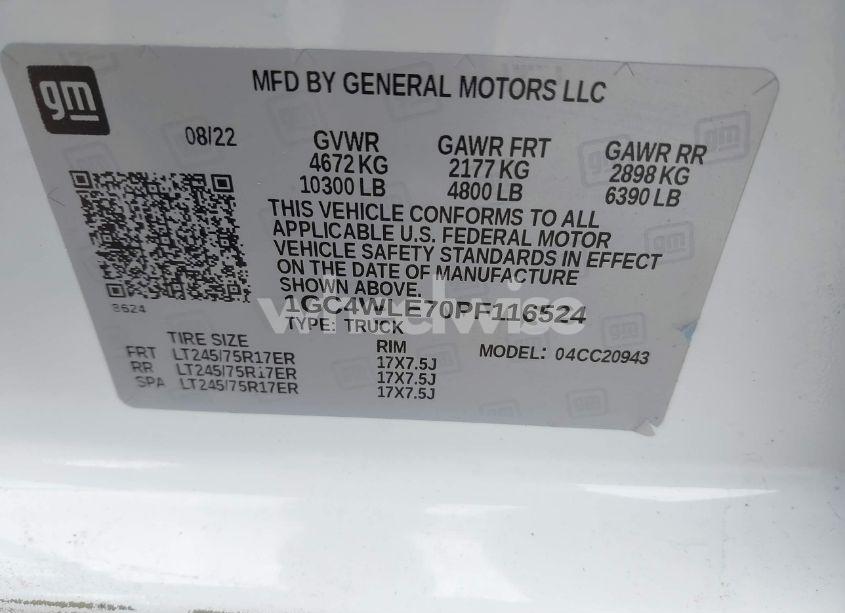 gm
MFD BY GENERAL MOTORS LLC
08/22 GVWR GAWR FRT GAWR RR
4672 KG 2177 KG 2898 KG
10300 LB 4800 LB 6390 LB
THIS VEHICLE CONFORMS TO ALL
APPLICABLE U.S. FEDERAL MOTOR
VEHICLE SAFETY STANDARDS IN EFFECT
ON THE DATE OF MANUFACTURE
SHOWN ABOVE.
1GC4WLE70PF116524
TYPE: TRUCK
MODEL: 04CC20943
TIRE SIZE RIM
FRT LT245/75R17ER 17X7.5J
RR LT245/75R17ER 17X7.5J
SPA LT245/75R17ER 17X7.5J